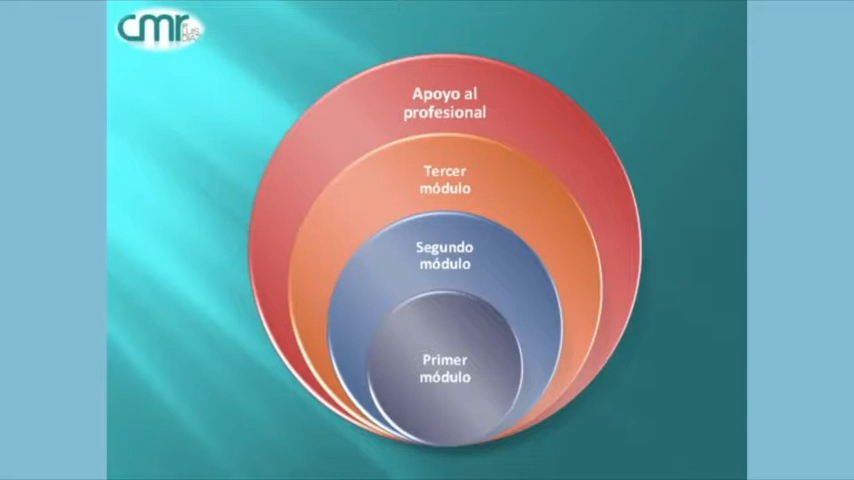 cmr
Apoyo al
profesional
Tercer
módulo
Segundo
módulo
Primer
módulo